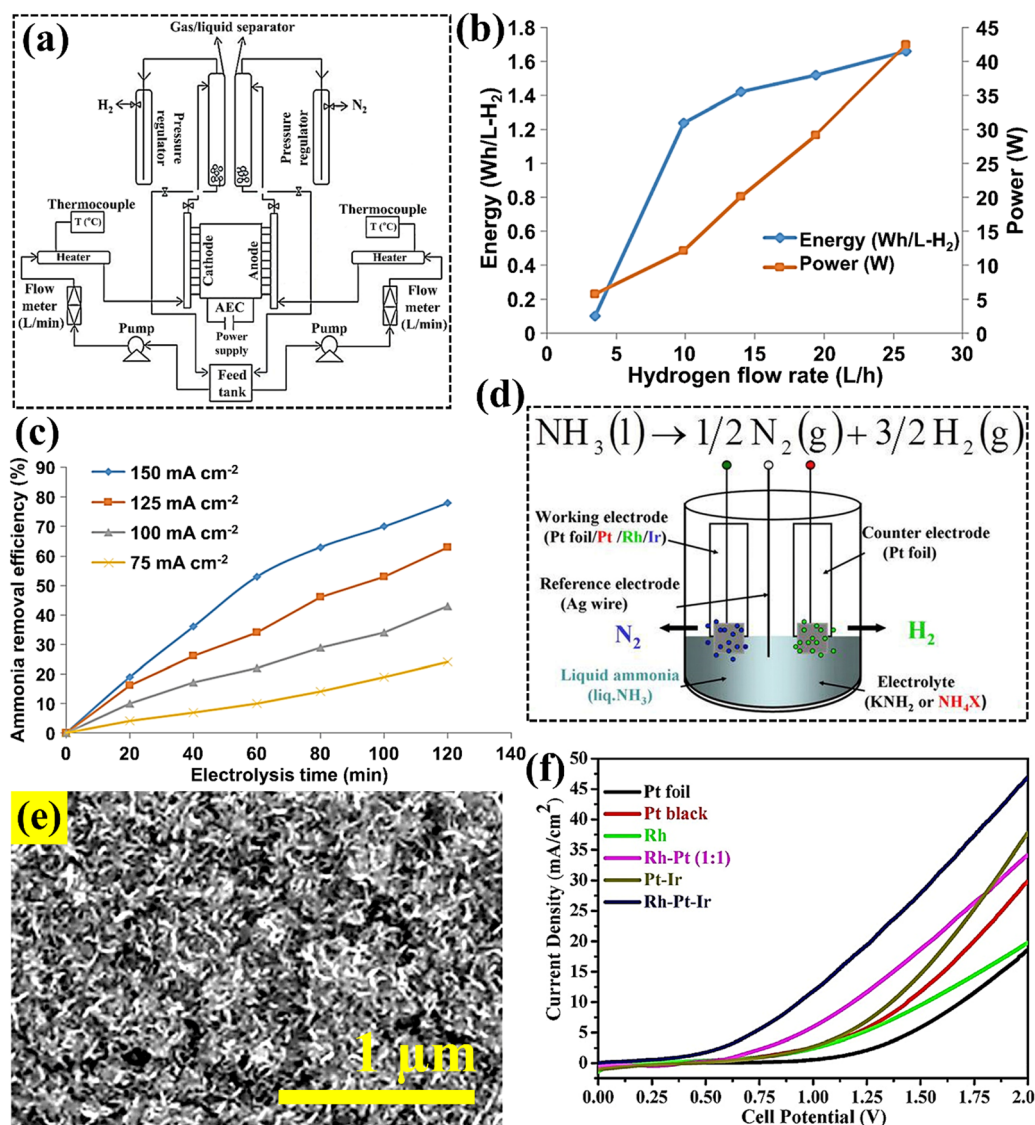 (a)
Gas/liquid separator
H₂
Pressure
regulator
Pressure
regulator
N₂
Thermocouple
T (°C)
Heater
Flow
meter
(L/min)
Pump
Cathode
Anode
AEC
Power
supply
Feed
tank
Thermocouple
T (°C)
Heater
Flow
meter
(L/min)
Pump
(b)
Energy (Wh/L-H₂)
1.8
1.6
1.4
1.2
1
0.8
0.6
0.4
0.2
0
Power (W)
45
40
35
30
25
20
15
10
5
0
Energy (Wh/L-H₂)
Power (W)
0 5 10 15 20 25 30
Hydrogen flow rate (L/h)
(c)
Ammonia removal efficiency (%)
90
80
70
60
50
40
30
20
10
0
150 mA cm⁻²
125 mA cm⁻²
100 mA cm⁻²
75 mA cm⁻²
0 20 40 60 80 100 120 140
Electrolysis time (min)
(d)
NH₃(l) → 1/2 N₂(g) + 3/2 H₂(g)
Working electrode
(Pt foil/Pt /Rh/Ir)
Reference electrode
(Ag wire)
N₂
Liquid ammonia
(liq.NH₃)
Counter electrode
(Pt foil)
H₂
Electrolyte
(KNH₂ or NH₄X)
(e)
1 μm
(f)
Current Density (mA/cm²)
50
45
40
35
30
25
20
15
10
5
0
Pt foil
Pt black
Rh
Rh-Pt (1:1)
Pt-Ir
Rh-Pt-Ir
0.00 0.25 0.50 0.75 1.00 1.25 1.50 1.75 2.00
Cell Potential (V)